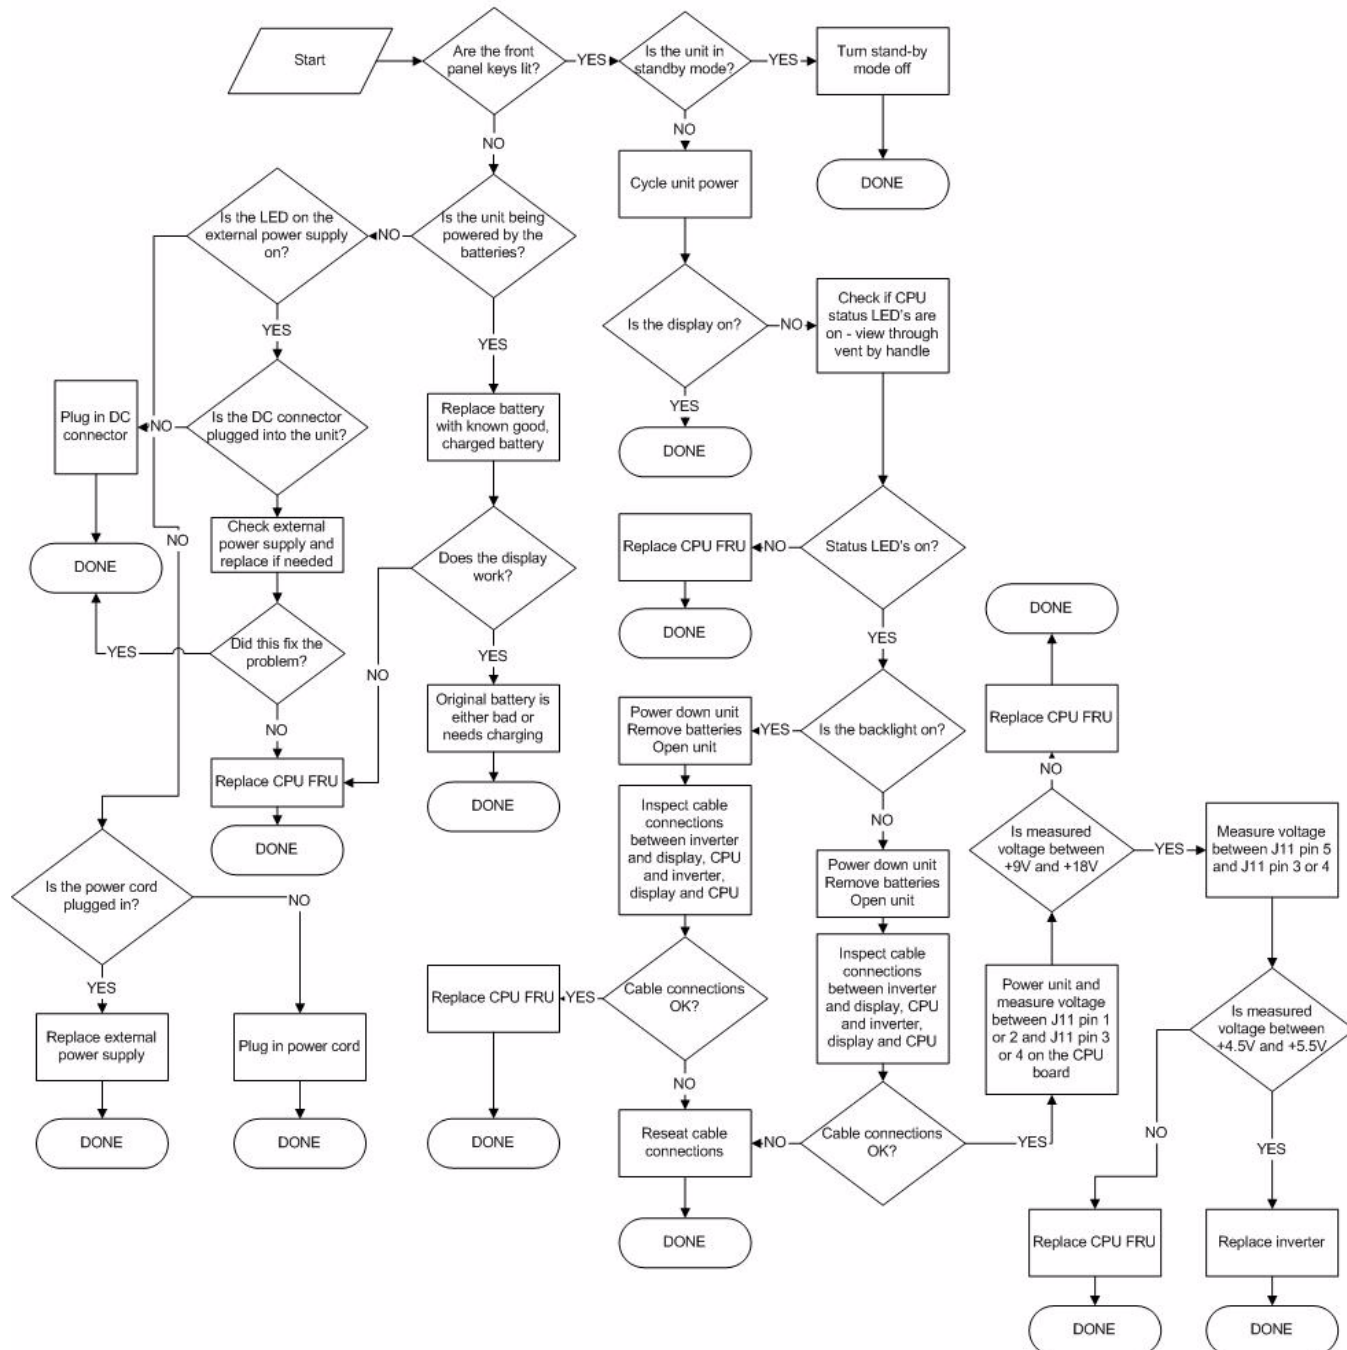 Start
Are the front
panel keys lit?
YES
Is the unit in
standby mode?
YES
Turn stand-by
mode off
NO
NO
Cycle unit power
DONE
Is the LED on the
external power supply
on?
NO
Is the unit being
powered by the
batteries?
YES
YES
Is the display on?
NO
Check if CPU
status LED's are
on - view through
vent by handle
Plug in DC
connector
NO
Is the DC connector
plugged into the unit?
Replace battery
with known good,
charged battery
YES
DONE
NO
Check external
power supply and
replace if needed
DONE
Does the display
work?
Replace CPU FRU
NO
Status LED's on?
DONE
DONE
YES
YES
Did this fix the
problem?
YES
NO
NO
Original battery is
either bad or
needs charging
Power down unit
Remove batteries
Open unit
YES
Is the backlight on?
Replace CPU FRU
Replace CPU FRU
NO
DONE
DONE
Inspect cable
connections
between inverter
and display, CPU
and inverter,
display and CPU
NO
Is measured
voltage between
+9V and +18V
YES
Measure voltage
between J11 pin 5
and J11 pin 3 or 4
Is the power cord
plugged in?
NO
Power down unit
Remove batteries
Open unit
YES
Replace CPU FRU
YES
Cable connections
OK?
Inspect cable
connections
between inverter
and display, CPU
and inverter,
display and CPU
Power unit and
measure voltage
between J11 pin 1
or 2 and J11 pin 3
or 4 on the CPU
board
Is measured
voltage between
+4.5V and +5.5V
Replace external
power supply
Plug in power cord
NO
DONE
DONE
DONE
Reseat cable
connections
NO
Cable connections
OK?
YES
NO
YES
DONE
Replace CPU FRU
Replace inverter
DONE
DONE